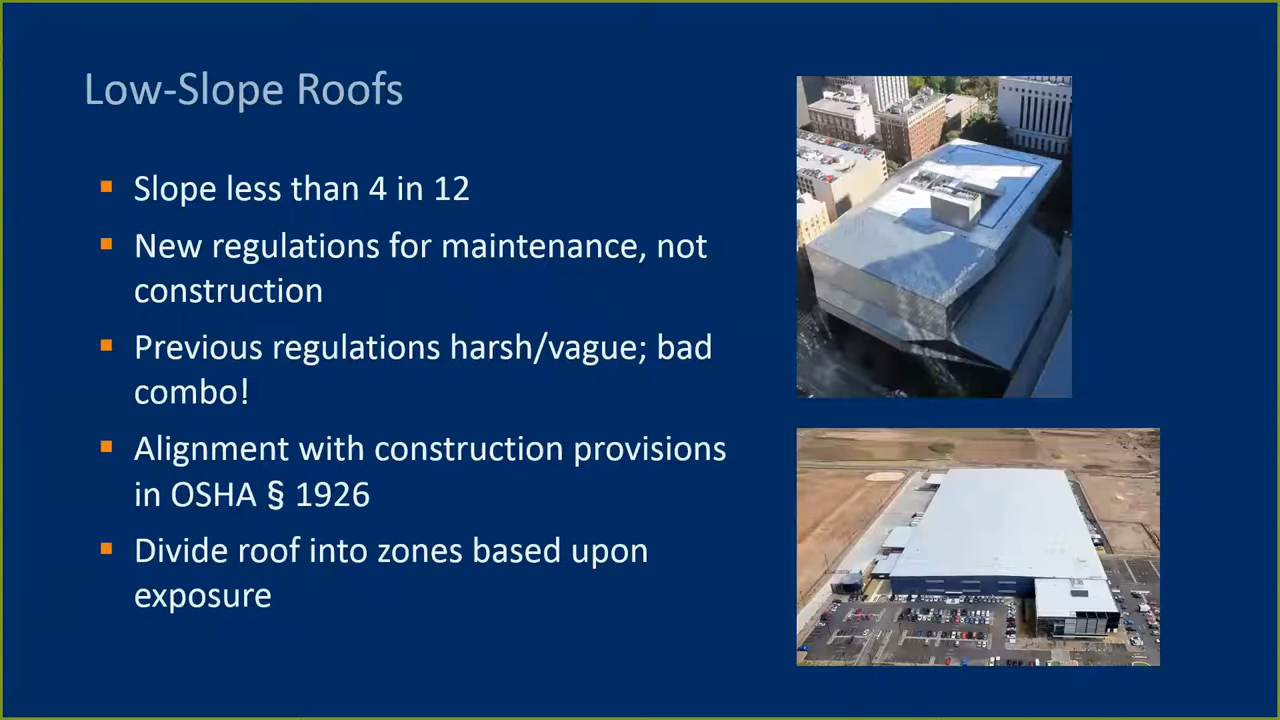 Low-Slope Roofs
Slope less than 4 in 12
New regulations for maintenance, not
construction
Previous regulations harsh/vague; bad
combo!
Alignment with construction provisions
in OSHA § 1926
Divide roof into zones based upon
exposure